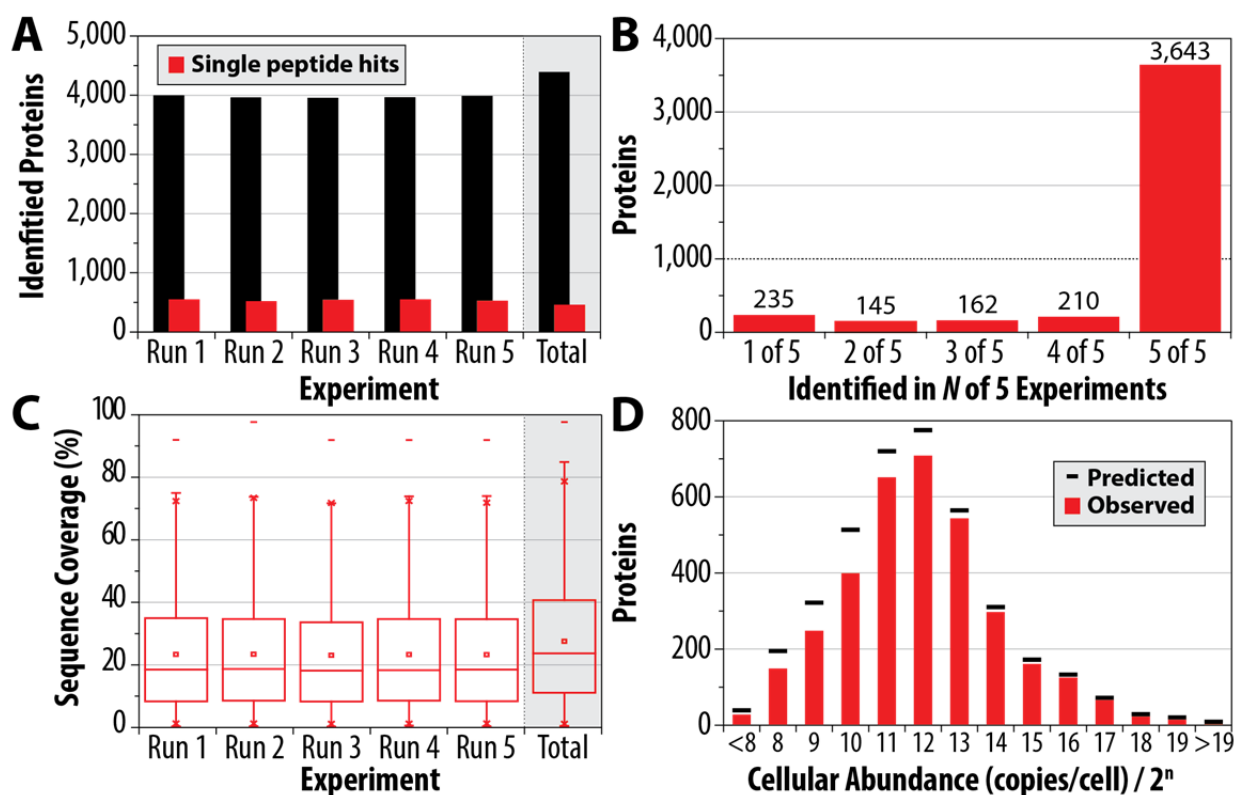 A
5,000
4,000
3,000
2,000
1,000
0
Idenfitied Proteins
Single peptide hits
Run 1 Run 2 Run 3 Run 4 Run 5 Total
Experiment
B
4,000
3,000
2,000
1,000
0
Proteins
235 145 162 210 3,643
1 of 5 2 of 5 3 of 5 4 of 5 5 of 5
Identified in N of 5 Experiments
C
100
80
60
40
20
0
Sequence Coverage (%)
Run 1 Run 2 Run 3 Run 4 Run 5 Total
Experiment
D
800
600
400
200
0
Proteins
Predicted
Observed
<8 8 9 10 11 12 13 14 15 16 17 18 19 >19
Cellular Abundance (copies/cell) / 2ⁿ